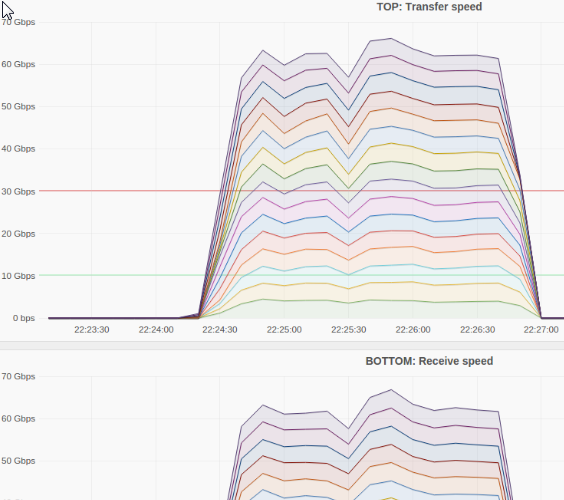 TOP: Transfer speed
70 Gbps
60 Gbps
50 Gbps
40 Gbps
30 Gbps
20 Gbps
10 Gbps
0 bps
22:23:30 22:24:00 22:24:30 22:25:00 22:25:30 22:26:00 22:26:30 22:27:00
BOTTOM: Receive speed
70 Gbps
60 Gbps
50 Gbps